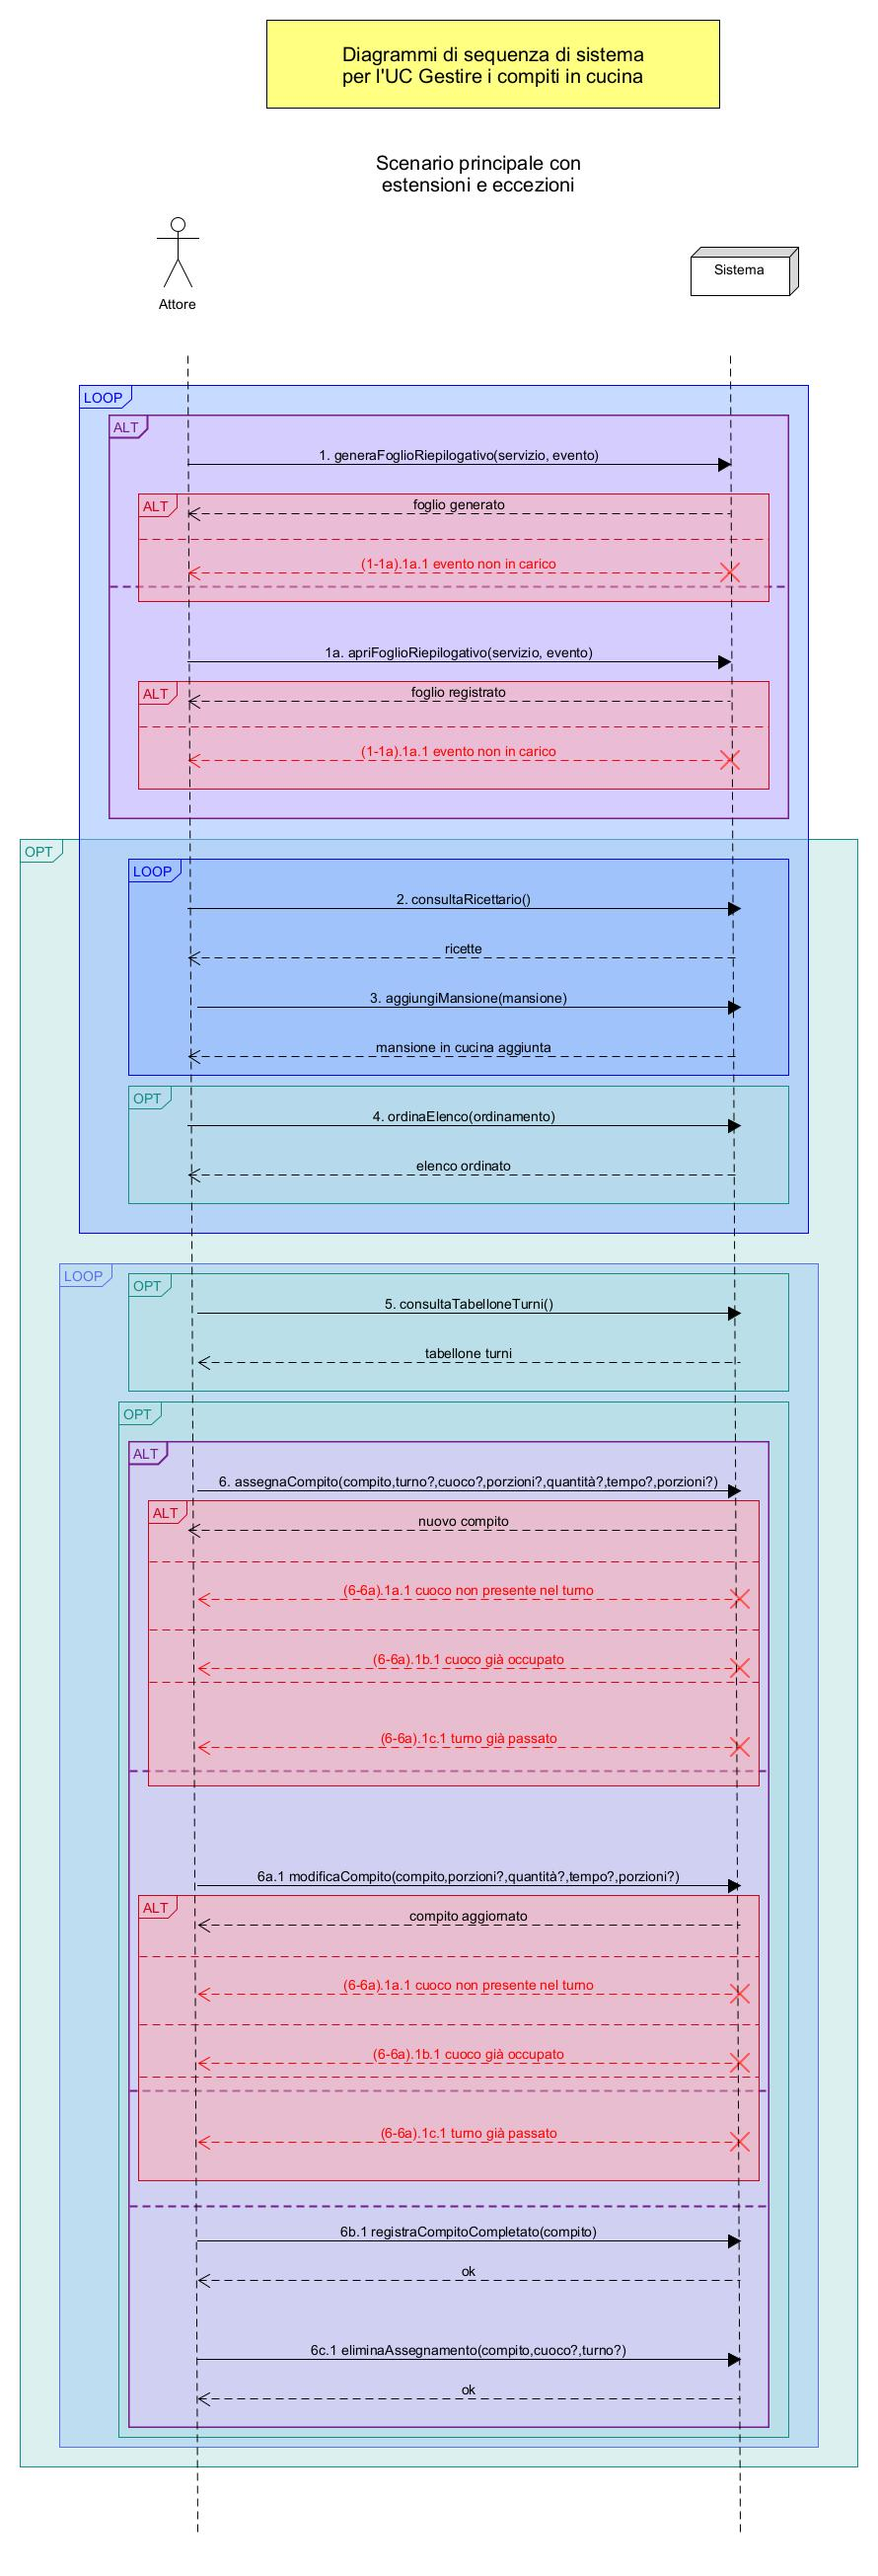 Diagrammi di sequenza di sistema
per l'UC Gestire i compiti in cucina
Scenario principale con
estensioni e eccezioni
Attore
Sistema
LOOP
ALT
1. generaFoglioRiepilogativo(servizio, evento)
ALT
foglio generato
(1-1a).1a.1 evento non in carico
1a. apriFoglioRiepilogativo(servizio, evento)
ALT
foglio registrato
(1-1a).1a.1 evento non in carico
OPT
LOOP
2. consultaRicettario()
ricette
3. aggiungiMansione(mansione)
mansione in cucina aggiunta
OPT
4. ordinaElenco(ordinamento)
elenco ordinato
LOOP
OPT
5. consultaTabelloneTurni()
tabellone turni
OPT
ALT
6. assegnaCompito(compito,turno?,cuoco?,porzioni?,quantità?,tempo?,porzioni?)
ALT
nuovo compito
(6-6a).1a.1 cuoco non presente nel turno
(6-6a).1b.1 cuoco già occupato
(6-6a).1c.1 turno già passato
6a.1 modificaCompito(compito,porzioni?,quantità?,tempo?,porzioni?)
ALT
compito aggiornato
(6-6a).1a.1 cuoco non presente nel turno
(6-6a).1b.1 cuoco già occupato
(6-6a).1c.1 turno già passato
6b.1 registraCompitoCompletato(compito)
ok
6c.1 eliminaAssegnamento(compito,cuoco?,turno?)
ok